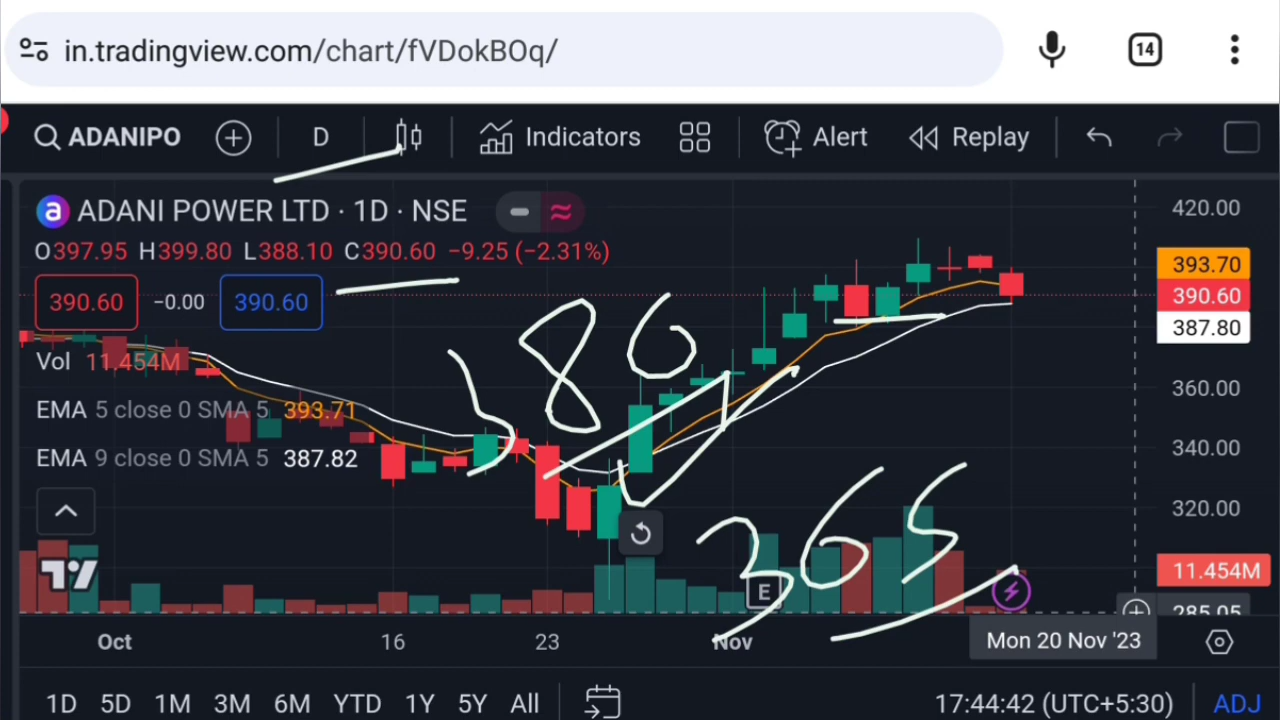 in.tradingview.com/chart/fVDokBOq/ 14
ADANIPO D Indicators Alert Replay
a ADANI POWER LTD · 1D · NSE
O397.95 H399.80 L388.10 C390.60 −9.25 (−2.31%)
390.60 −0.00 390.60
Vol 11.454M
EMA 5 close 0 SMA 5 393.71
EMA 9 close 0 SMA 5 387.82
420.00
393.70
390.60
387.80
360.00
340.00
320.00
11.454M
285.05
386
365
E
Oct 16 23 Nov Mon 20 Nov '23
1D 5D 1M 3M 6M YTD 1Y 5Y All 17:44:42 (UTC+5:30) ADJ